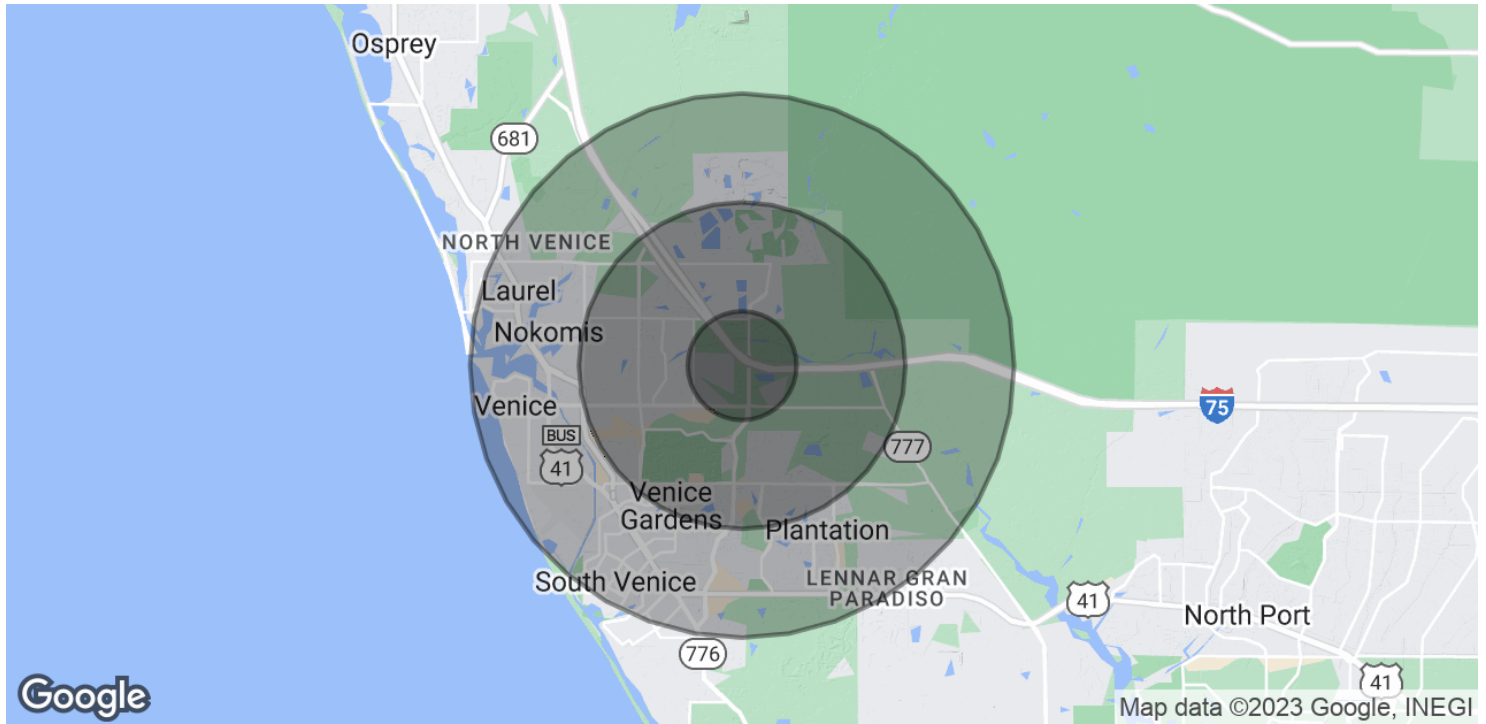 Osprey
681
NORTH VENICE
Laurel
Nokomis
75
Venice
BUS
41
777
Venice
Gardens
Plantation
South Venice
LENNAR GRAN
PARADISO
41
North Port
776
41
Google
Map data ©2023 Google, INEGI